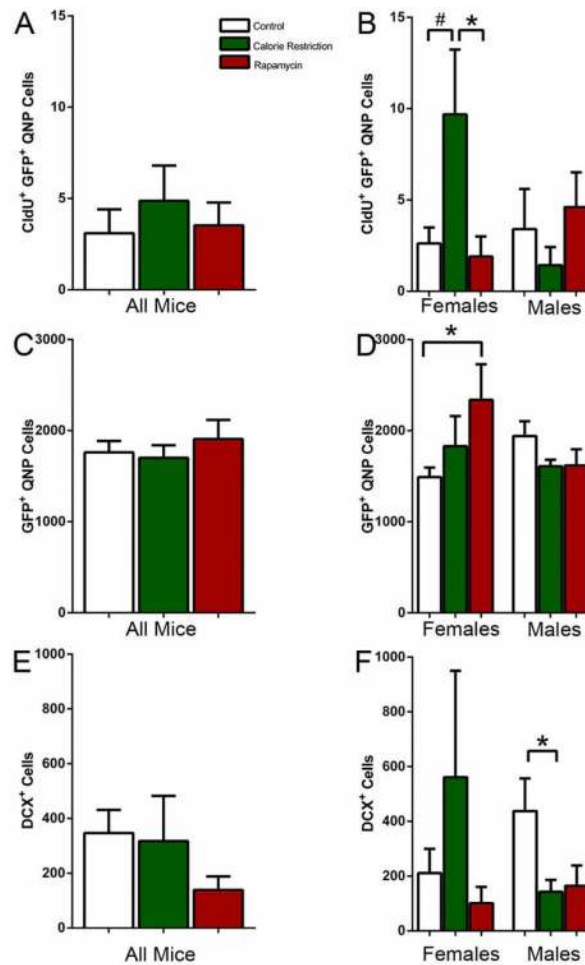 A
15
10
5
0
CldU+ GFP+ QNP Cells
Control
Calorie Restriction
Rapamycin
All Mice
B
15
10
5
0
CldU+ GFP+ QNP Cells
#
*
Females
Males
C
3000
2000
1000
0
GFP+ QNP Cells
All Mice
D
3000
2000
1000
0
GFP+ QNP Cells
*
Females
Males
E
1000
800
600
400
200
0
DCX+ Cells
All Mice
F
1000
800
600
400
200
0
DCX+ Cells
*
Females
Males